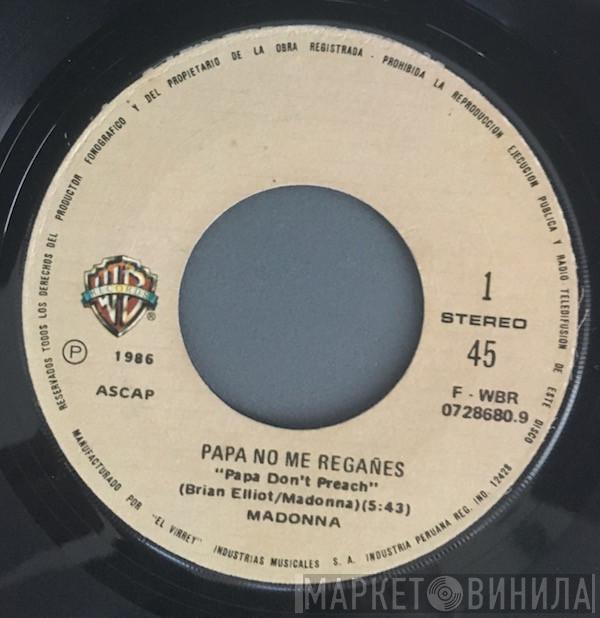 RESERVADOS TODOS LOS DERECHOS DEL PRODUCTOR FONOGRAFICO Y DEL PROPIETARIO DE LA OBRA REGISTRADA - PROHIBIDA LA REPRODUCCION EJECUCION PUBLICA Y RADIO TELEDIFUSION DE ESTE DISCO
WB
RECORDS
®
Ⓟ 1986
ASCAP
1
STEREO
45
F - WBR
0728680.9
PAPA NO ME REGAÑES
"Papa Don't Preach"
(Brian Elliot/Madonna)(5:43)
MADONNA
MANUFACTURADO POR "EL VIRREY" INDUSTRIAS MUSICALES S. A. INDUSTRIA PERUANA REG. IND. 12428
МАРКЕТ ВИНИЛА